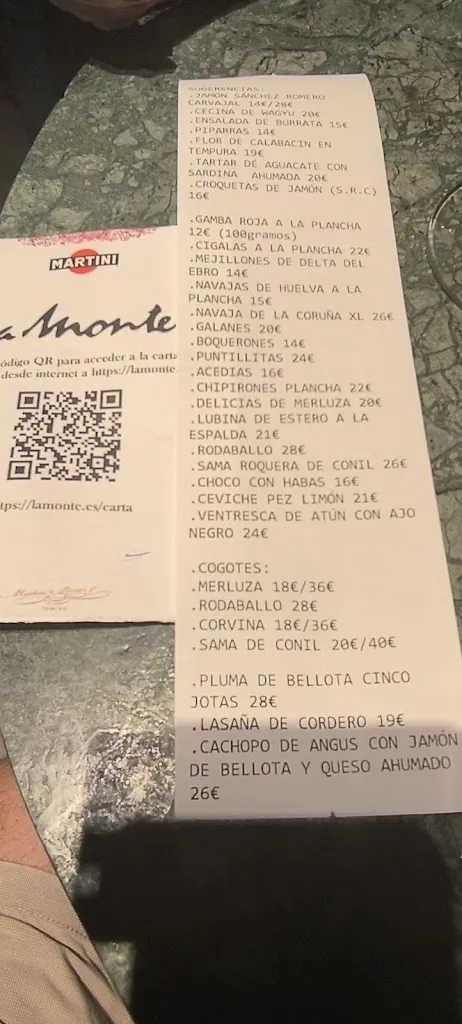 MARTINI
a Monte
ódigo QR para acceder a la carta
desde internet a https://lamonte.
tps://lamonte.es/carta
SUGERENCIAS:
.JAMÓN SÁNCHEZ ROMERO
CARVAJAL 14€/28€
.CECINA DE WAGYU 20€
.ENSALADA DE BURRATA 15€
.PIPARRAS 14€
.FLOR DE CALABACIN EN
TEMPURA 19€
.TARTAR DE AGUACATE CON
SARDINA AHUMADA 20€
.CROQUETAS DE JAMÓN (S.R.C)
16€
.GAMBA ROJA A LA PLANCHA
12€ (100gramos)
.CIGALAS A LA PLANCHA 22€
.MEJILLONES DE DELTA DEL
EBRO 14€
.NAVAJAS DE HUELVA A LA
PLANCHA 15€
.NAVAJA DE LA CORUÑA XL 26€
.GALANES 20€
.BOQUERONES 14€
.PUNTILLITAS 24€
.ACEDIAS 16€
.CHIPIRONES PLANCHA 22€
.DELICIAS DE MERLUZA 20€
.LUBINA DE ESTERO A LA
ESPALDA 21€
.RODABALLO 28€
.SAMA ROQUERA DE CONIL 26€
.CHOCO CON HABAS 16€
.CEVICHE PEZ LIMÓN 21€
.VENTRESCA DE ATÚN CON AJO
NEGRO 24€
.COGOTES:
.MERLUZA 18€/36€
.RODABALLO 28€
.CORVINA 18€/36€
.SAMA DE CONIL 20€/40€
.PLUMA DE BELLOTA CINCO
JOTAS 28€
.LASAÑA DE CORDERO 19€
.CACHOPO DE ANGUS CON JAMÓN
DE BELLOTA Y QUESO AHUMADO
26€